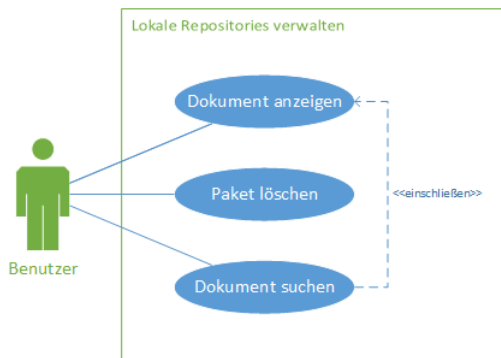 Lokale Repositories verwalten
Dokument anzeigen
Paket löschen
<<einschließen>>
Benutzer
Dokument suchen